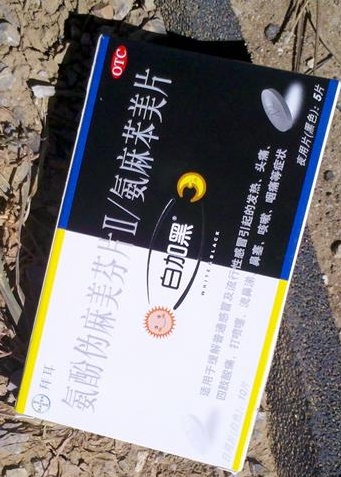 OTC
氨酚伪麻美芬片Ⅱ/氨麻苯美片
白加黑®
WHITE & BLACK
适用于缓解普通感冒及流行性感冒引起的发热、头痛、
四肢酸痛、打喷嚏、流鼻涕、鼻塞、咳嗽、咽痛等症状
夜用片(黑色): 5片
拜耳